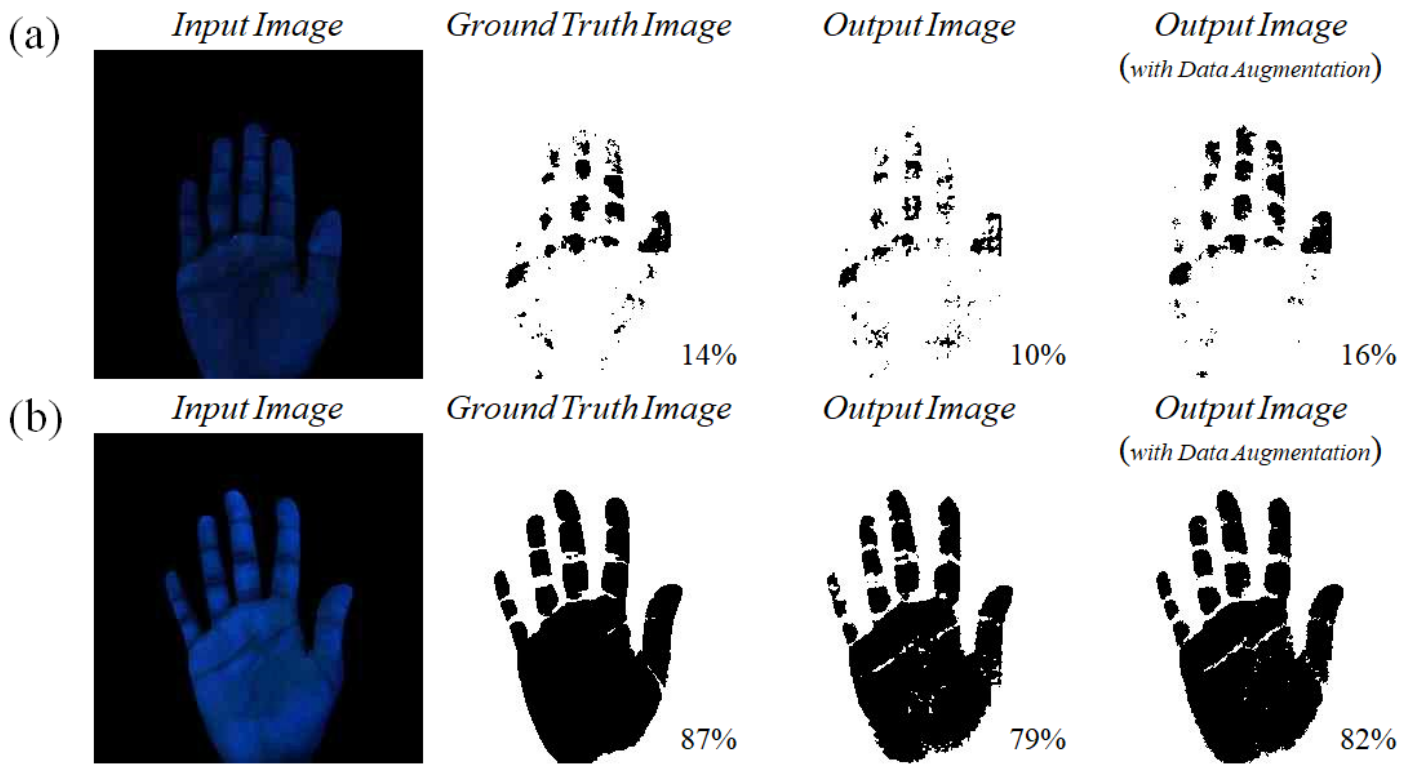 (a)
Input Image
Ground Truth Image
Output Image
Output Image
(with Data Augmentation)
14%
10%
16%
(b)
Input Image
Ground Truth Image
Output Image
Output Image
(with Data Augmentation)
87%
79%
82%